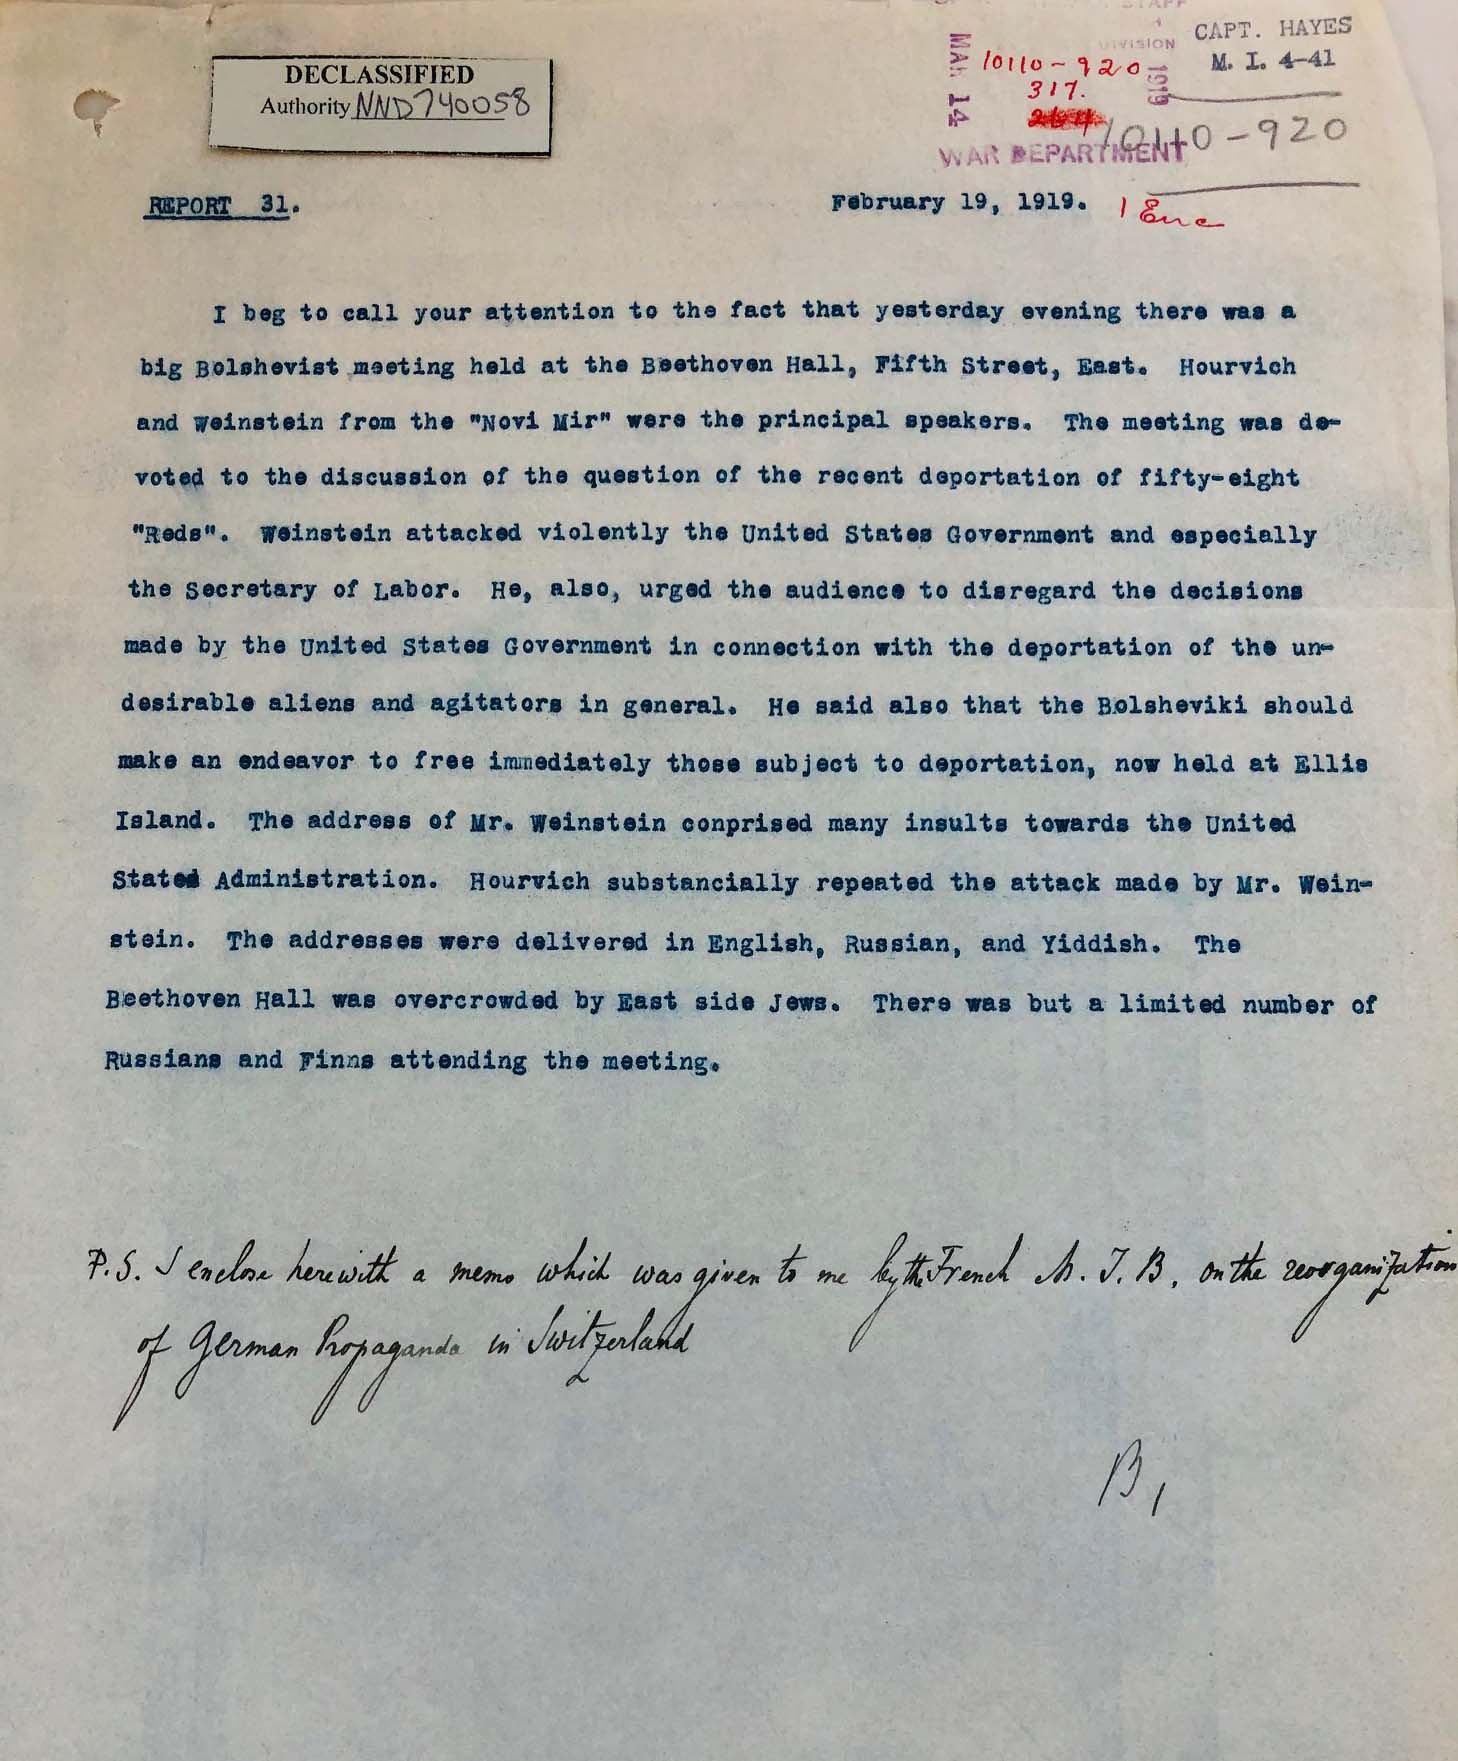 DECLASSIFIED
Authority NND740058
STAFF
DIVISION
CAPT. HAYES
M. I. 4-41
MAR 14 1919
10110-920
317.
WAR DEPARTMENT
10110-920
REPORT 31.
February 19, 1919.
1 Enc
I beg to call your attention to the fact that yesterday evening there was a
big Bolshevist meeting held at the Beethoven Hall, Fifth Street, East. Hourvich
and Weinstein from the "Novi Mir" were the principal speakers. The meeting was de-
voted to the discussion of the question of the recent deportation of fifty-eight
"Reds". Weinstein attacked violently the United States Government and especially
the Secretary of Labor. He, also, urged the audience to disregard the decisions
made by the United States Government in connection with the deportation of the un-
desirable aliens and agitators in general. He said also that the Bolsheviki should
make an endeavor to free immediately those subject to deportation, now held at Ellis
Island. The address of Mr. Weinstein conprised many insults towards the United
States Administration. Hourvich substancially repeated the attack made by Mr. Wein-
stein. The addresses were delivered in English, Russian, and Yiddish. The
Beethoven Hall was overcrowded by East side Jews. There was but a limited number of
Russians and Finns attending the meeting.
P.S. I enclose herewith a memo which was given to me by the French M. I. B. on the reorganization
of German Propaganda in Switzerland
B,